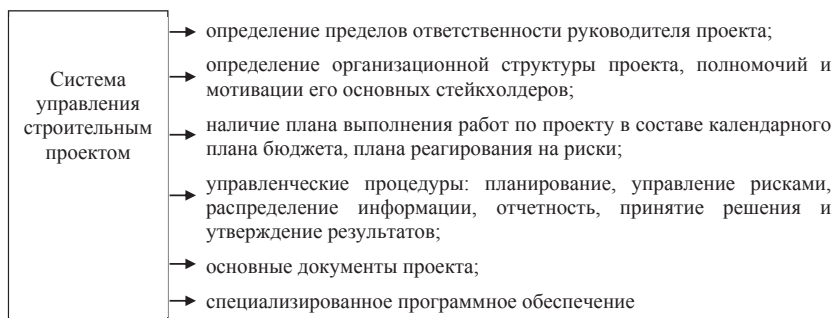 Система
управления
строительным
проектом
определение пределов ответственности руководителя проекта;
определение организационной структуры проекта, полномочий и
мотивации его основных стейкхолдеров;
наличие плана выполнения работ по проекту в составе календарного
плана бюджета, плана реагирования на риски;
управленческие процедуры: планирование, управление рисками,
распределение информации, отчетность, принятие решения и
утверждение результатов;
основные документы проекта;
специализированное программное обеспечение